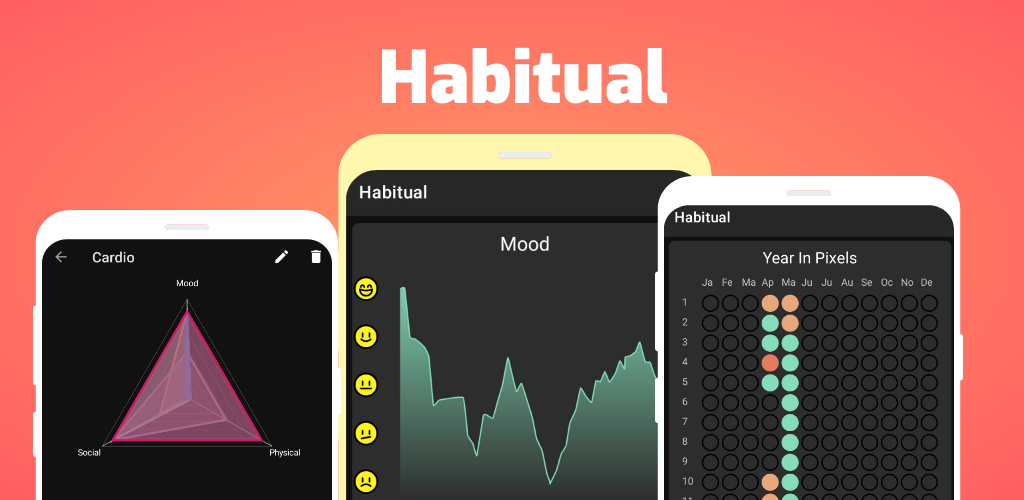 Habitual
Cardio
Mood
Social
Physical
Habitual
Mood
Habitual
Year In Pixels
Ja Fe Ma Ap Ma Ju Ju Au Se Oc No De
1
2
3
4
5
6
7
8
9
10
11